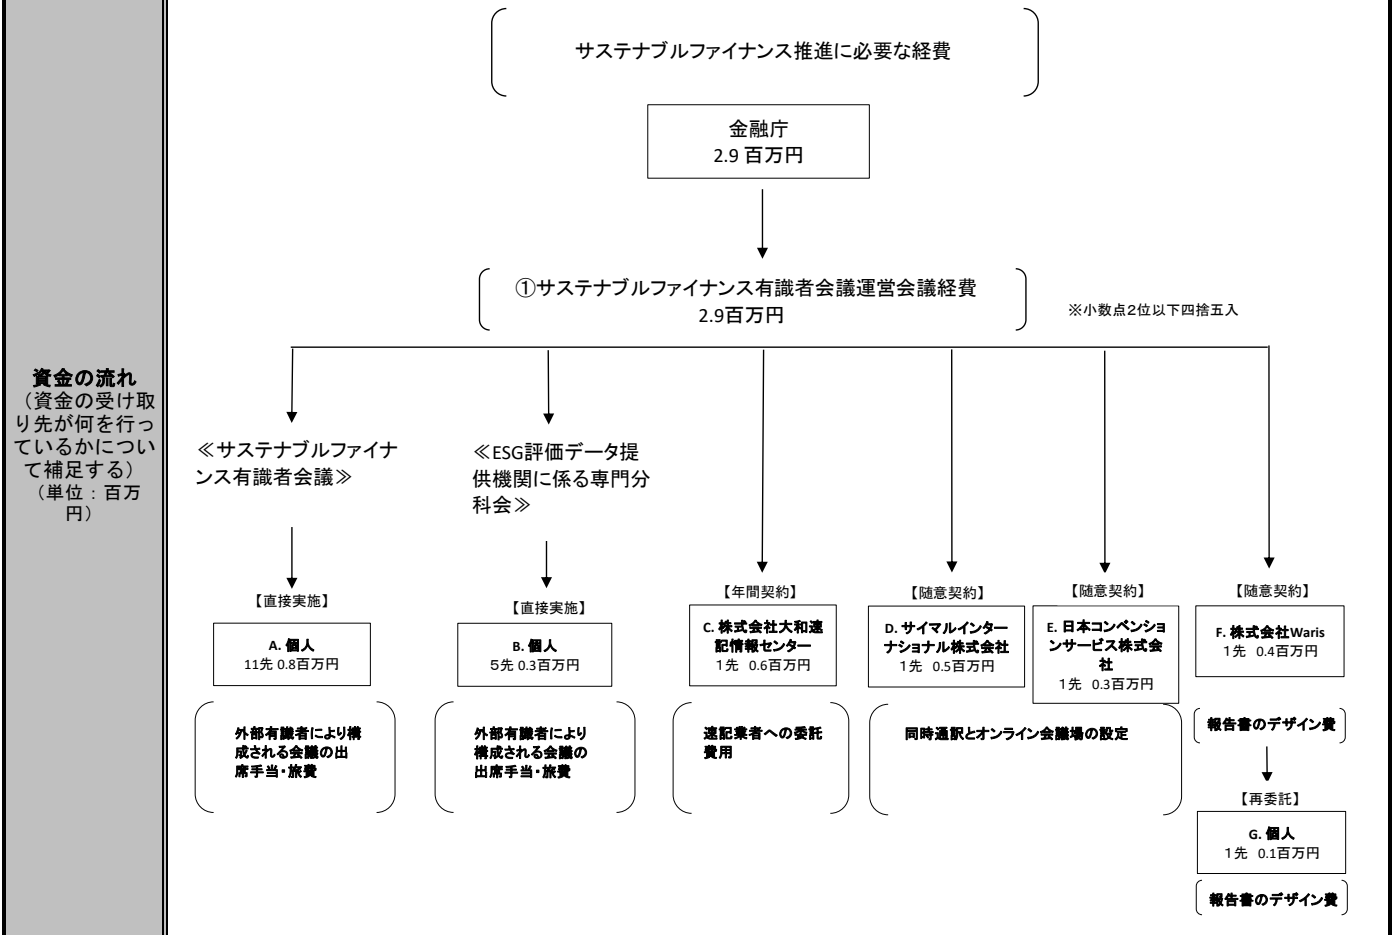 サステナブルファイナンス推進に必要な経費
金融庁
2.9 百万円
①サステナブルファイナンス有識者会議運営会議経費
2.9百万円
※小数点2位以下四捨五入
資金の流れ
（資金の受け取
り先が何を行っ
ているかについ
て補足する）
（単位：百万
円）
≪サステナブルファイナ
ンス有識者会議≫
≪ESG評価データ提
供機関に係る専門分
科会≫
【直接実施】
A. 個人
11先 0.8百万円
外部有識者により構
成される会議の出
席手当・旅費
【直接実施】
B. 個人
５先 0.3百万円
外部有識者により
構成される会議の
出席手当・旅費
【年間契約】
C. 株式会社大和速
記情報センター
１先 0.6百万円
速記業者への委託
費用
【随意契約】
D. サイマルインター
ナショナル株式会社
１先 0.5百万円
【随意契約】
E. 日本コンベンショ
ンサービス株式会
社
１先 0.3百万円
同時通訳とオンライン会議場の設定
【随意契約】
F. 株式会社Waris
１先 0.4百万円
報告書のデザイン費
【再委託】
G. 個人
１先 0.1百万円
報告書のデザイン費